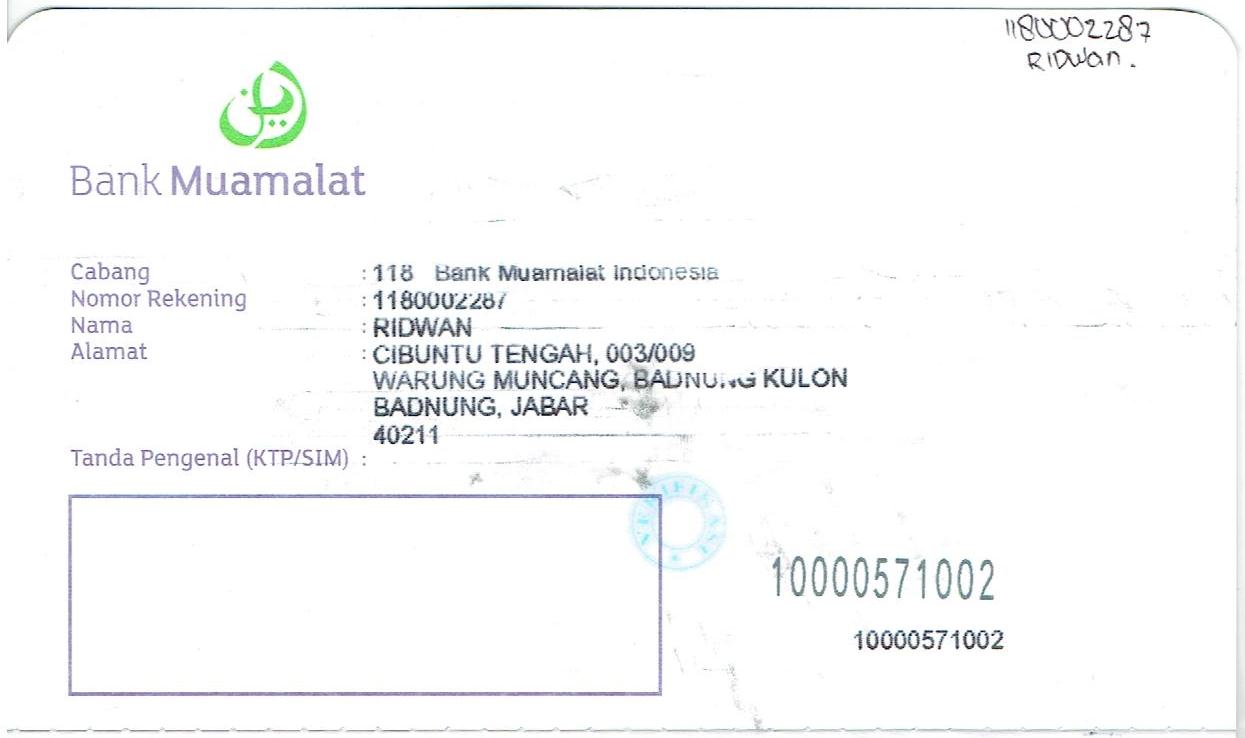 1180002287
RIDWan.
Bank Muamalat
Cabang : 118 Bank Muamalat Indonesia
Nomor Rekening : 1180002287
Nama : RIDWAN
Alamat : CIBUNTU TENGAH, 003/009
WARUNG MUNCANG, BADNUNG KULON
BADNUNG, JABAR
40211
Tanda Pengenal (KTP/SIM) :
VERIFIKASI
10000571002
10000571002